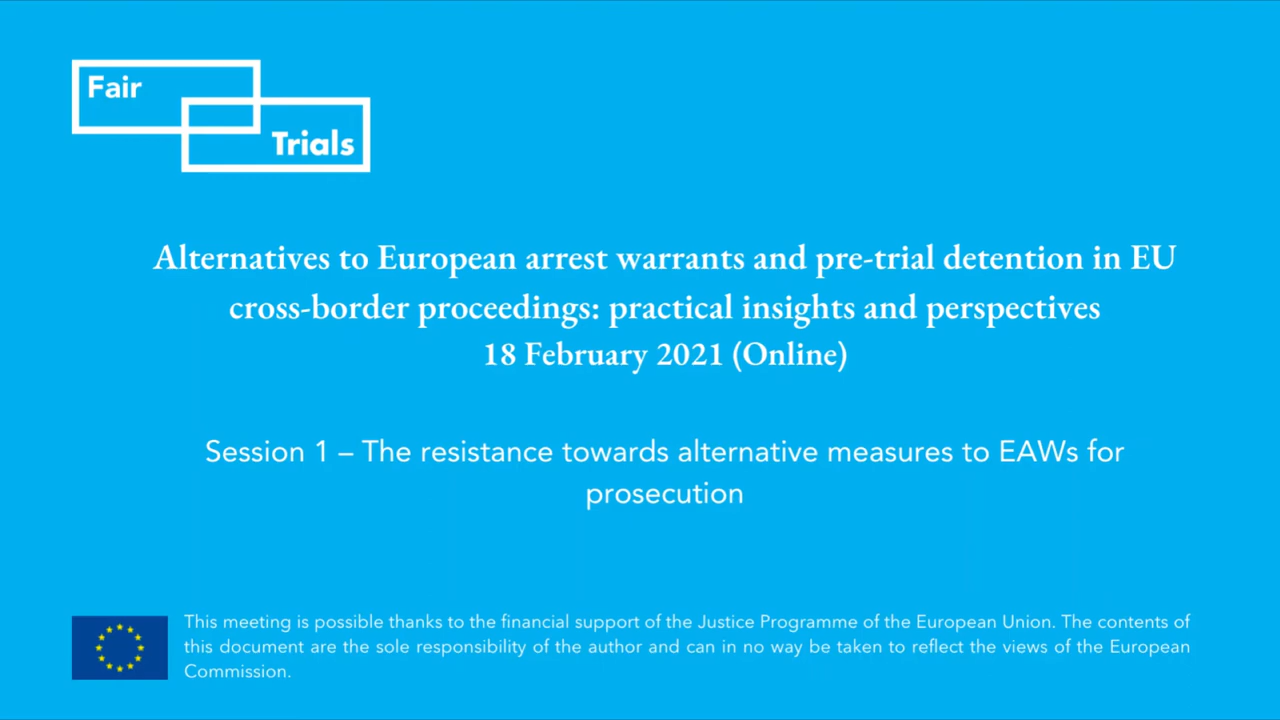 Fair
Trials
Alternatives to European arrest warrants and pre-trial detention in EU
cross-border proceedings: practical insights and perspectives
18 February 2021 (Online)
Session 1 – The resistance towards alternative measures to EAWs for
prosecution
This meeting is possible thanks to the financial support of the Justice Programme of the European Union. The contents of
this document are the sole responsibility of the author and can in no way be taken to reflect the views of the European
Commission.